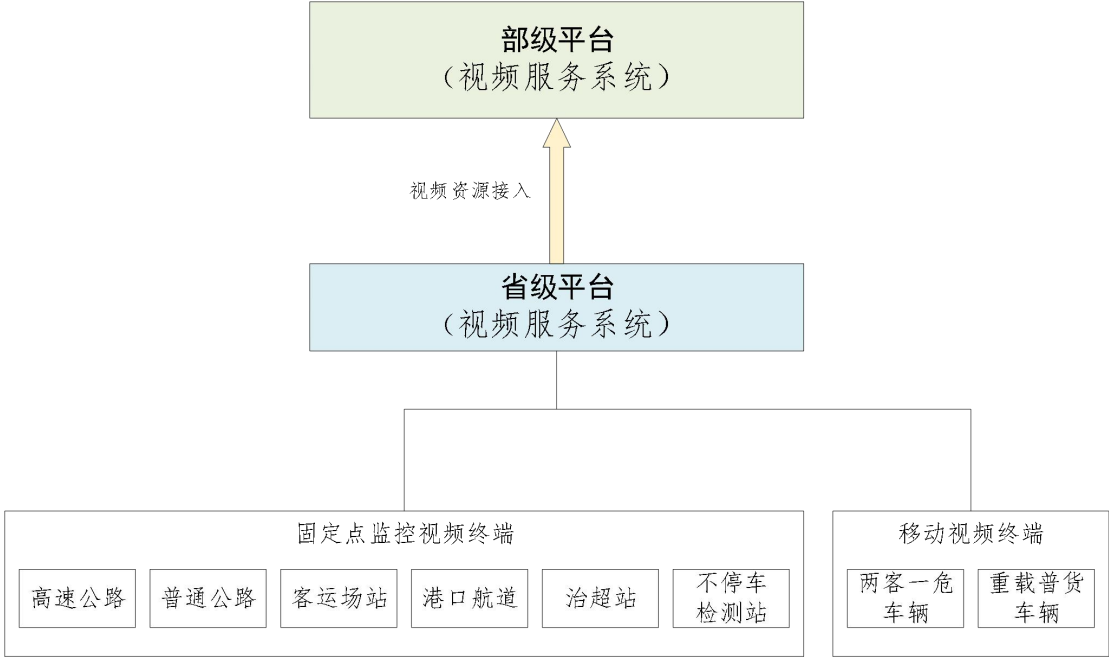 部级平台
（视频服务系统）
视频资源接入
省级平台
（视频服务系统）
固定点监控视频终端
高速公路
普通公路
客运场站
港口航道
治超站
不停车
检测站
移动视频终端
两客一危
车辆
重载普货
车辆